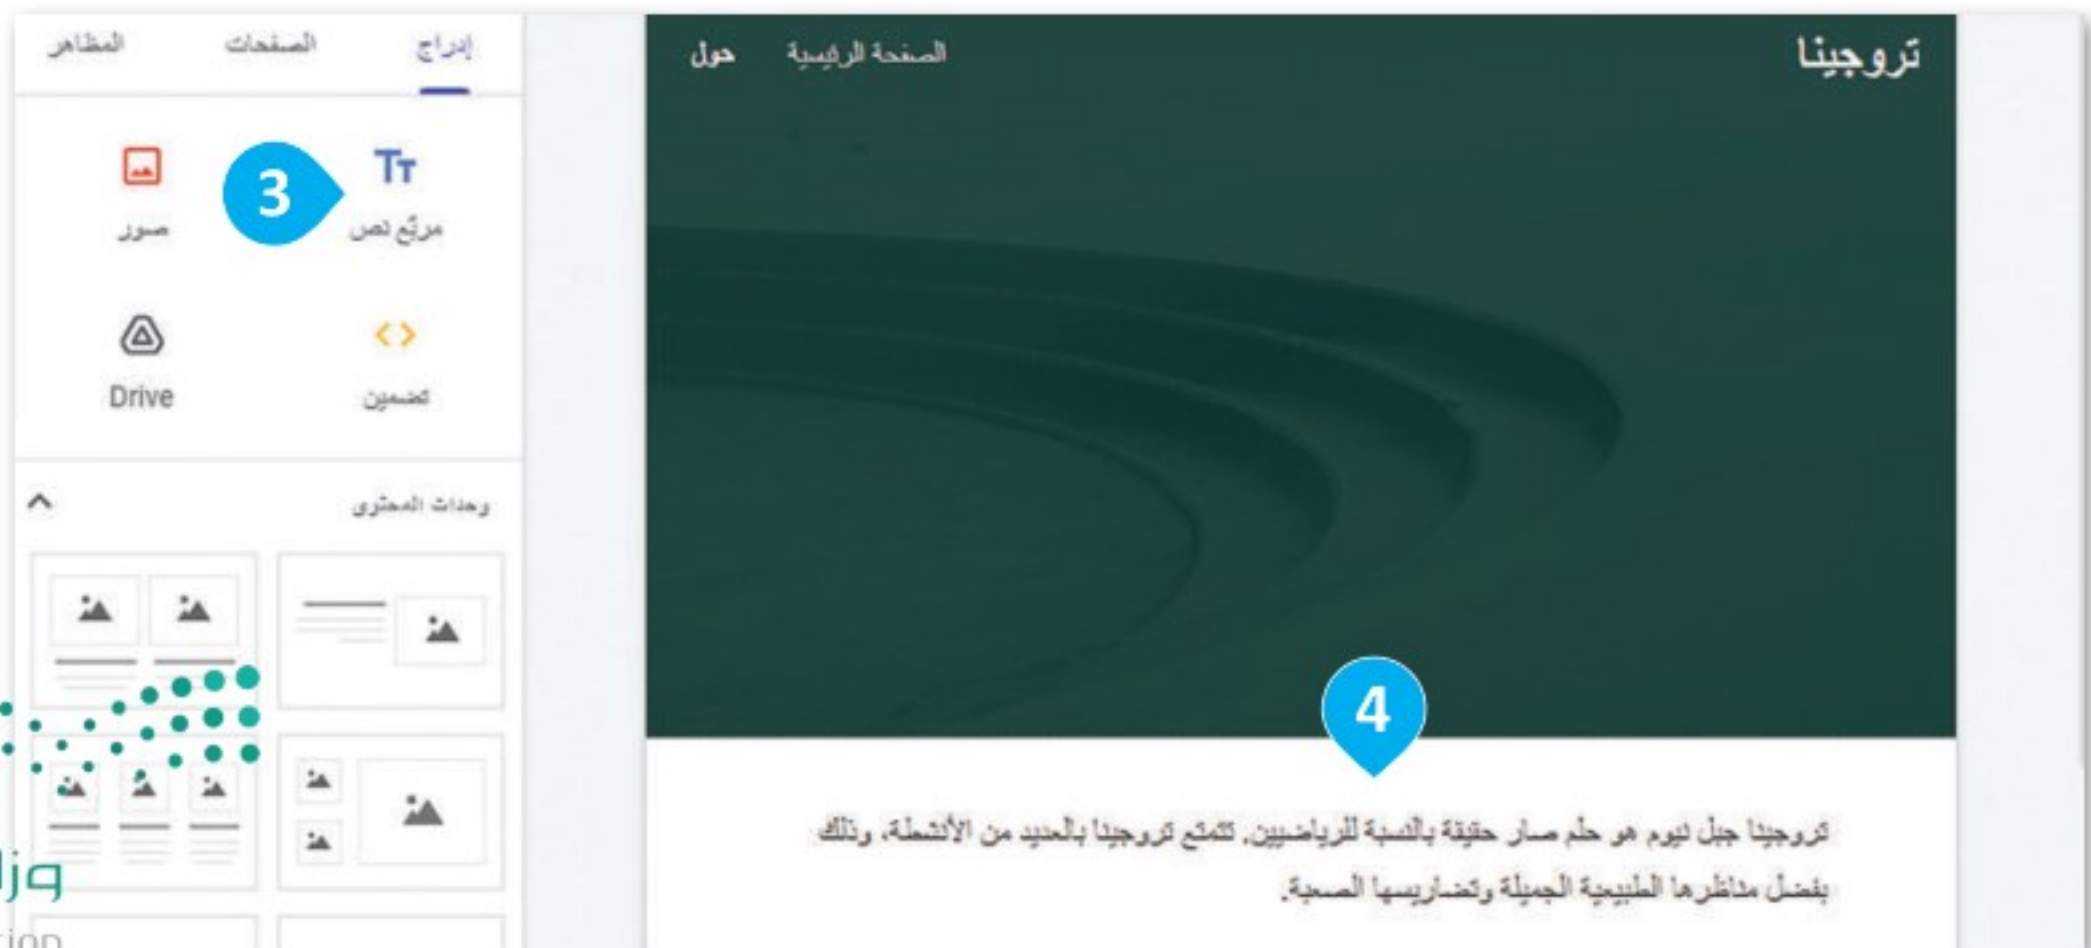 تروجينا
الصفحة الرئيسية
حول
إدراج
الصفحات
المظاهر
3
مربّع نص
صور
تضمين
Drive
وحدات المحتوى
4
تروجينا جبل نيوم هو حلم صار حقيقة بالنسبة للرياضيين. تتمتع تروجينا بالعديد من الأنشطة، وذلك
بفضل مناظرها الطبيعية الجميلة وتضاريسها الصعبة.